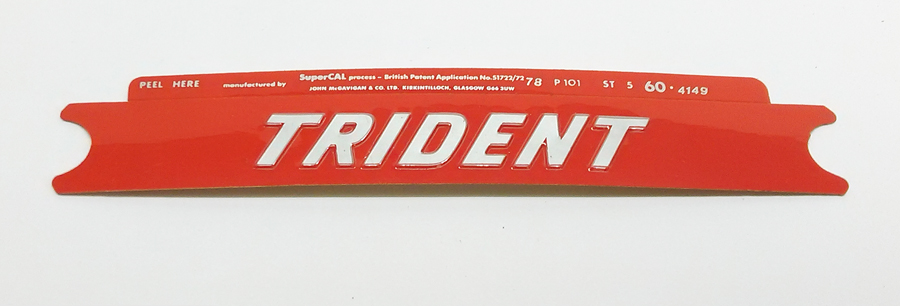 PEEL HERE manufactured by SuperCAL process – British Patent Application No.51722/72 78 P 101 ST 5 60·4149
JOHN McGAVIGAN & CO. LTD. KIRKINTILLOCH, GLASGOW G66 3UW
TRIDENT